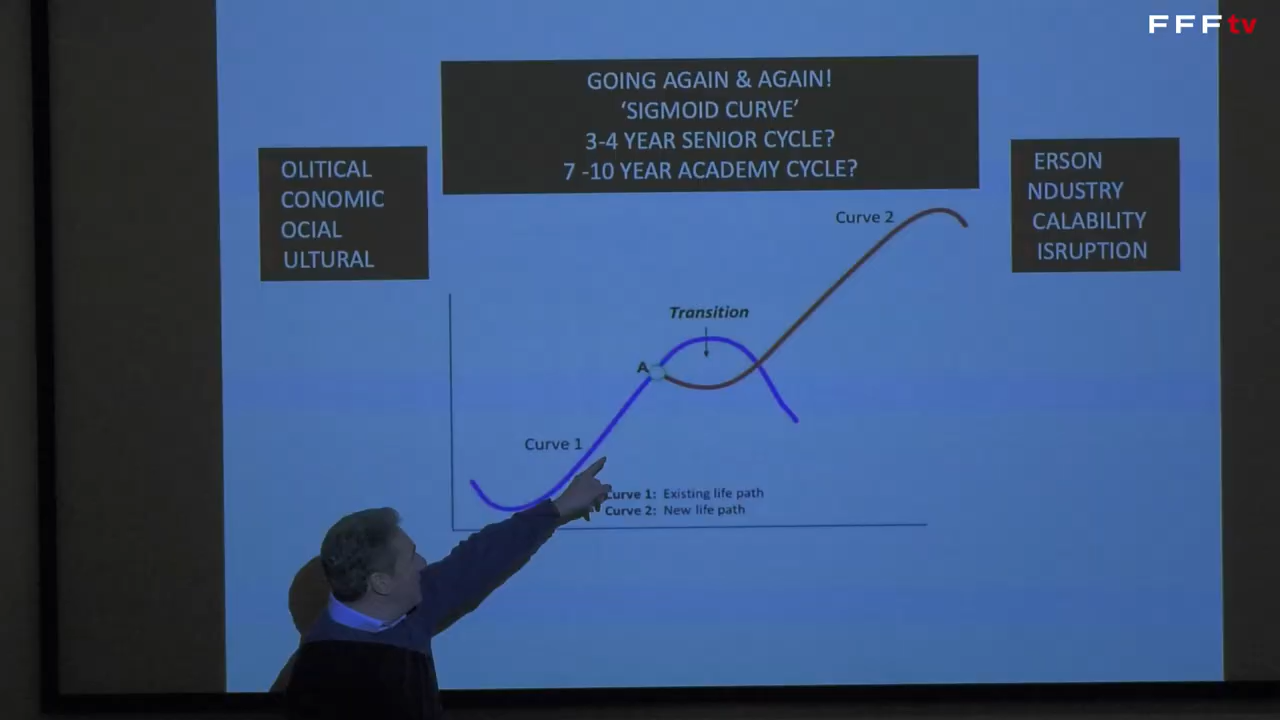 FFFtv
GOING AGAIN & AGAIN!
‘SIGMOID CURVE’
3-4 YEAR SENIOR CYCLE?
7 -10 YEAR ACADEMY CYCLE?
OLITICAL
CONOMIC
OCIAL
ULTURAL
ERSON
NDUSTRY
CALABILITY
ISRUPTION
Curve 2
Transition
A
Curve 1
Curve 1: Existing life path
Curve 2: New life path